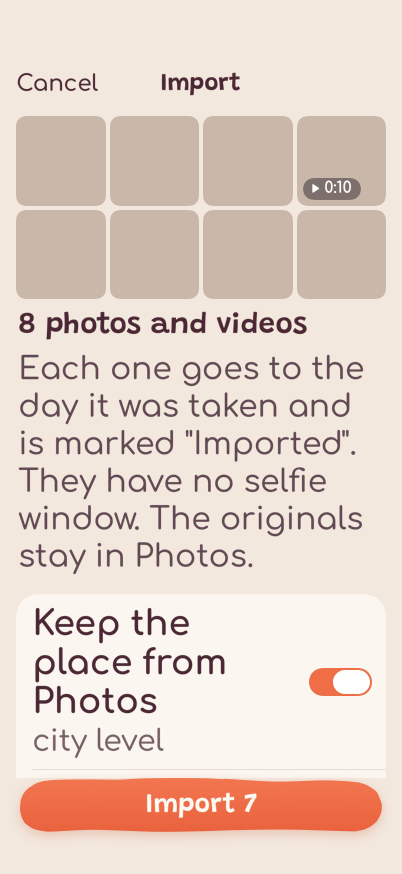 Cancel
Import
0:10
8 photos and videos
Each one goes to the
day it was taken and
is marked "Imported".
They have no selfie
window. The originals
stay in Photos.
Keep the
place from
Photos
city level
Import 7